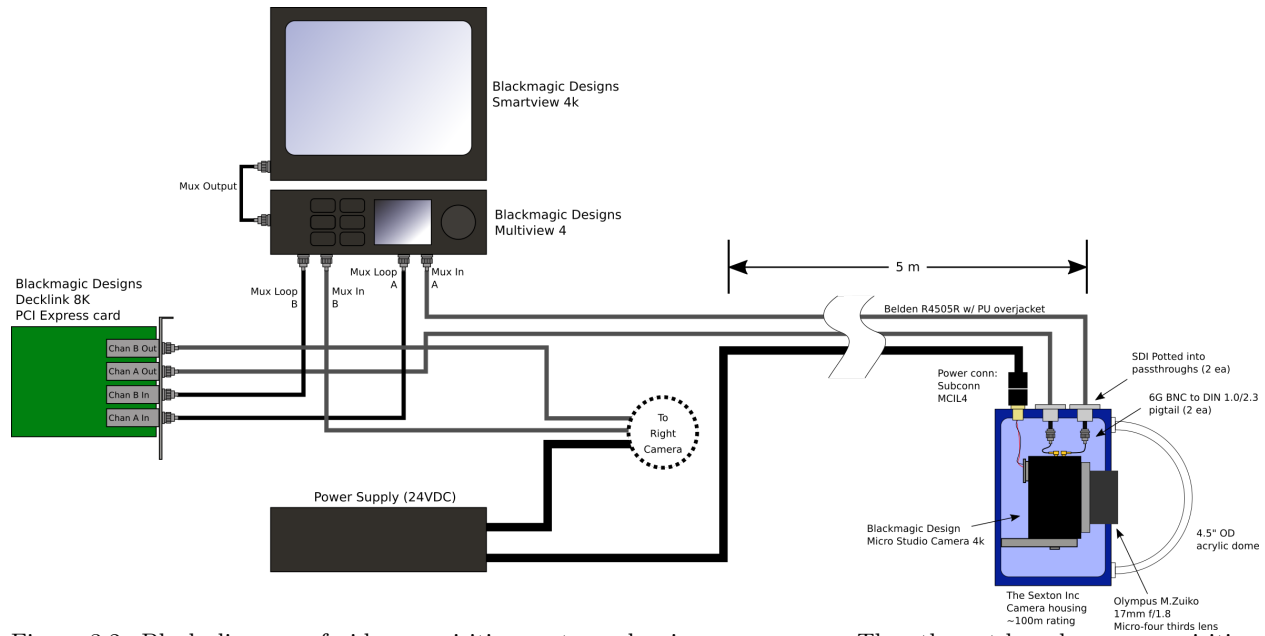 Blackmagic Designs
Smartview 4k
Mux Output
Blackmagic Designs
Multiview 4
Mux Loop
B
Mux In
B
Mux Loop
A
Mux In
A
5 m
Blackmagic Designs
Decklink 8K
PCI Express card
Chan B Out
Chan A Out
Chan B In
Chan A In
Belden R4505R w/ PU overjacket
Power conn:
Subconn
MCIL4
SDI Potted into
passthroughs (2 ea)
6G BNC to DIN 1.0/2.3
pigtail (2 ea)
To
Right
Camera
Power Supply (24VDC)
Blackmagic Design
Micro Studio Camera 4k
4.5" OD
acrylic dome
The Sexton Inc
Camera housing
~100m rating
Olympus M.Zuiko
17mm f/1.8
Micro-four thirds lens